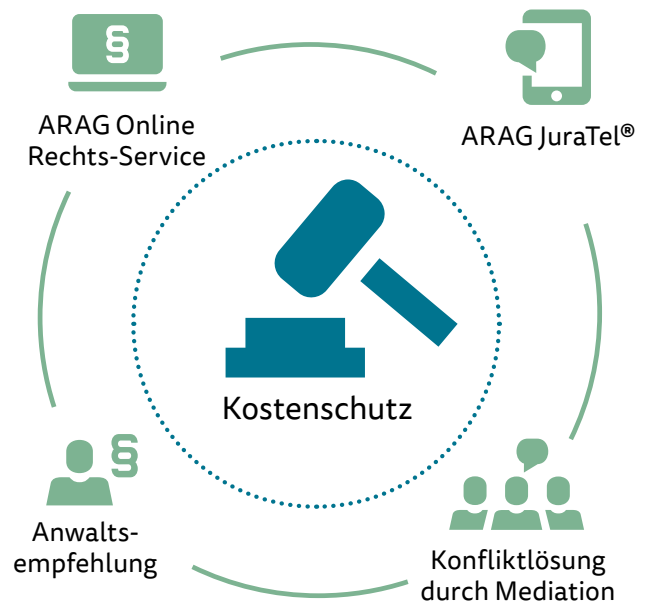 §
ARAG Online
Rechts-Service
ARAG JuraTel®
Kostenschutz
§
Anwalts-
empfehlung
Konfliktlösung
durch Mediation